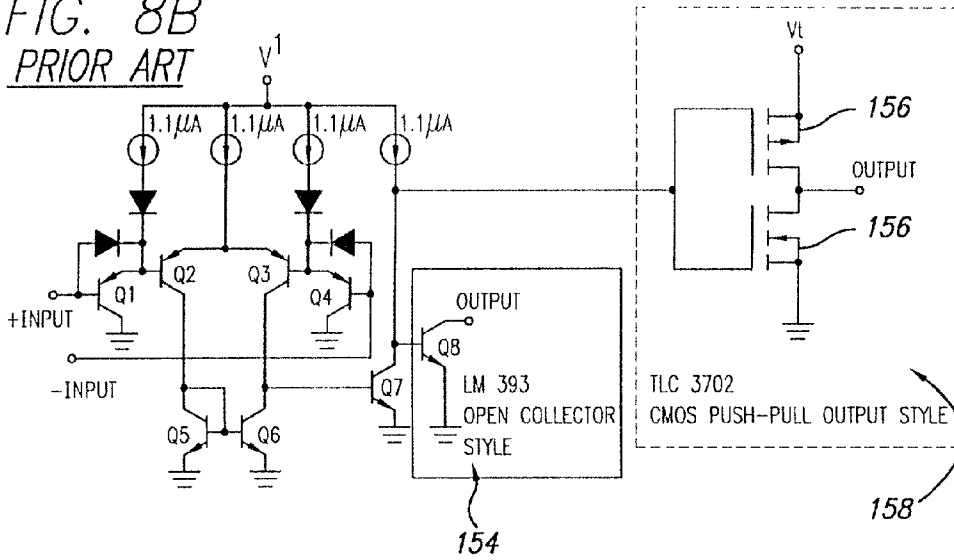 FIG. 8B
PRIOR ART
V1
1.1μA
1.1μA
1.1μA
1.1μA
Vt
156
OUTPUT
156
Q1
Q2
Q3
Q4
+INPUT
-INPUT
OUTPUT
Q8
Q7
Q5
Q6
LM 393
OPEN COLLECTOR
STYLE
TLC 3702
CMOS PUSH-PULL OUTPUT STYLE
154
158